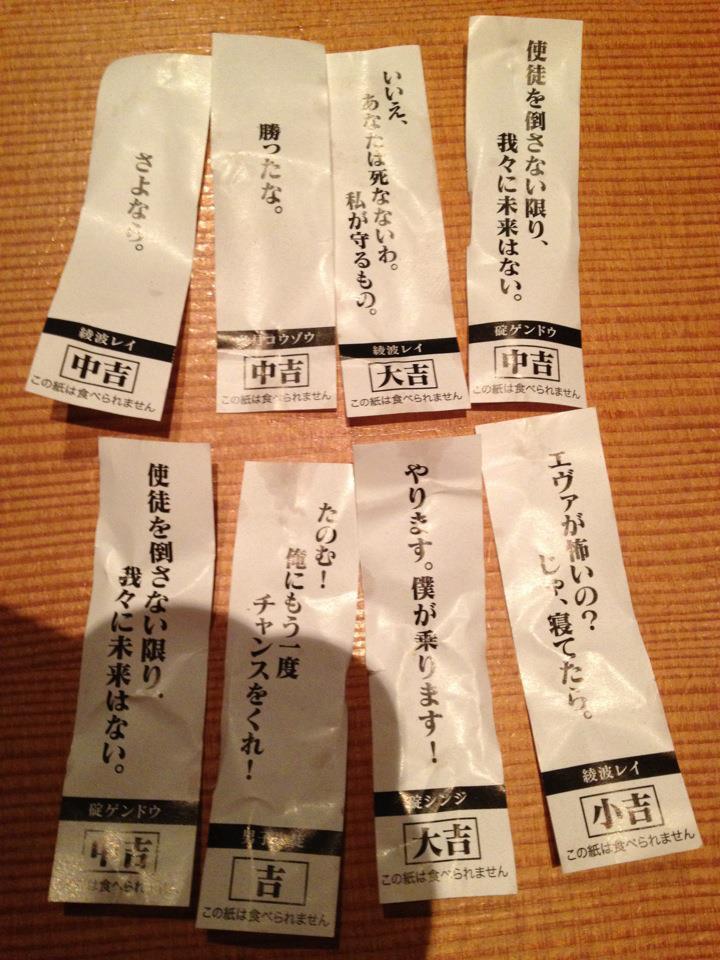 さよなら。
綾波レイ
中吉
この紙は食べられません
勝ったな。
コウゾウ
中吉
この紙は食べられません
いいえ、
あなたは死なないわ。
私が守るもの。
綾波レイ
大吉
この紙は食べられません
使徒を倒さない限り、
我々に未来はない。
碇ゲンドウ
中吉
この紙は食べられません
使徒を倒さない限り、
我々に未来はない。
碇ゲンドウ
中吉
は食べられません
たのむ！
俺にもう一度
チャンスをくれ！
男子
吉
この紙は食べられません
やります。僕が乗ります！
碇シンジ
大吉
この紙は食べられません
エヴァが怖いの？
じゃ、寝てたら。
綾波レイ
小吉
この紙は食べられません